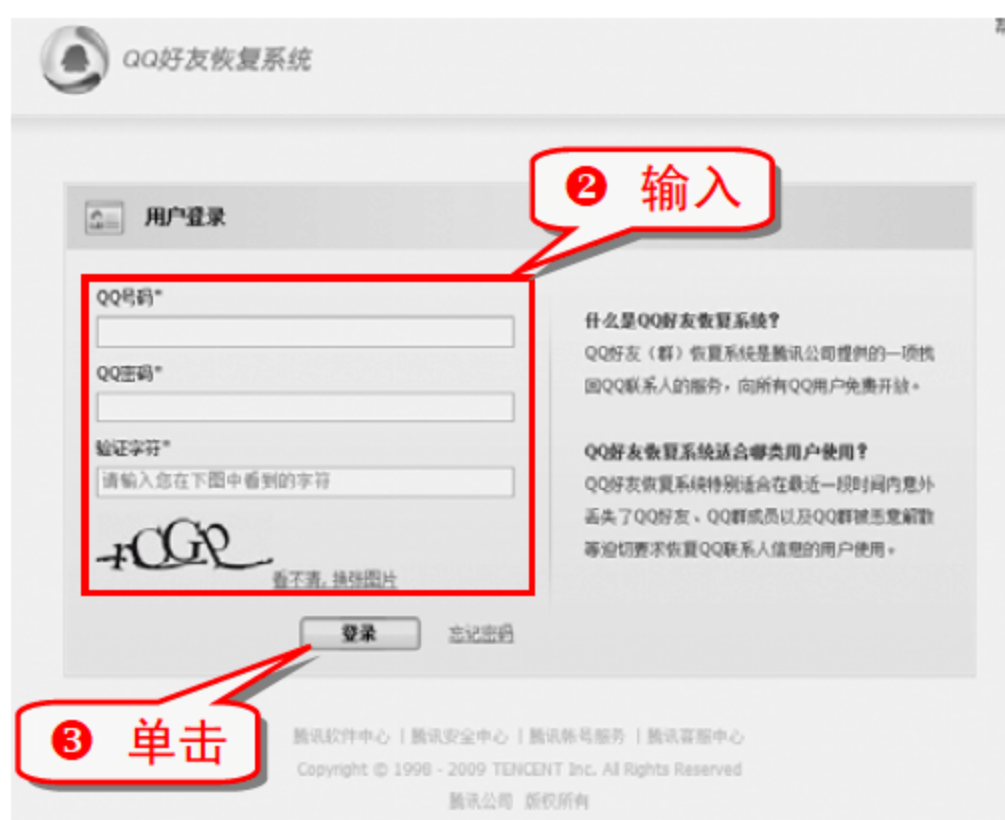 帮
QQ好友恢复系统
❷ 输入
用户登录
QQ号码*
QQ密码*
验证字符*
请输入您在下图中看到的字符
看不清,换张图片
登录
忘记密码
什么是QQ好友恢复系统?
QQ好友(群)恢复系统是腾讯公司提供的一项找
回QQ联系人的服务,向所有QQ用户免费开放。
QQ好友恢复系统适合哪类用户使用?
QQ好友恢复系统特别适合在最近一段时间内意外
丢失了QQ好友、QQ群成员以及QQ群被恶意解散
等迫切要求恢复QQ联系人信息的用户使用。
❸ 单击
腾讯软件中心 | 腾讯安全中心 | 腾讯帐号服务 | 腾讯客服中心
Copyright © 1998 - 2009 TENCENT Inc. All Rights Reserved
腾讯公司 版权所有